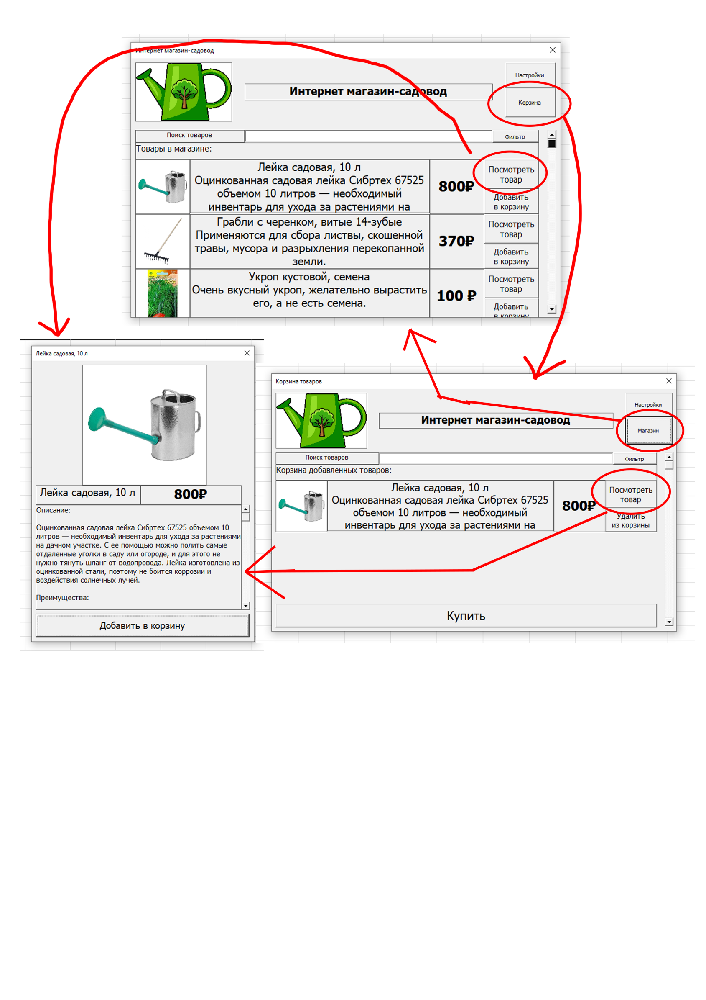 Интернет магазин-садовод
Настройки
Интернет магазин-садовод
Корзина
Поиск товаров
Фильтр
Товары в магазине:
Лейка садовая, 10 л
Оцинкованная садовая лейка Сибртех 67525
объемом 10 литров — необходимый
инвентарь для ухода за растениями на
800₽
Посмотреть
товар
Добавить
в корзину
Грабли с черенком, витые 14-зубые
Применяются для сбора листвы, скошенной
травы, мусора и разрыхления перекопанной
земли.
370₽
Посмотреть
товар
Добавить
в корзину
Укроп кустовой, семена
Очень вкусный укроп, желательно вырастить
его, а не есть семена.
100 ₽
Посмотреть
товар
Добавить
в корзину
Лейка садовая, 10 л
Лейка садовая, 10 л
800₽
Описание:
Оцинкованная садовая лейка Сибртех 67525 объемом 10
литров — необходимый инвентарь для ухода за растениями
на дачном участке. С ее помощью можно полить самые
отдаленные уголки в саду или огороде, и для этого не
нужно тянуть шланг от водопровода. Лейка изготовлена из
оцинкованной стали, поэтому не боится коррозии и
воздействия солнечных лучей.
Преимущества:
Добавить в корзину
Корзина товаров
Настройки
Интернет магазин-садовод
Магазин
Поиск товаров
Фильтр
Корзина добавленных товаров:
Лейка садовая, 10 л
Оцинкованная садовая лейка Сибртех 67525
объемом 10 литров — необходимый
инвентарь для ухода за растениями на
800₽
Посмотреть
товар
Удалить
из корзины
Купить